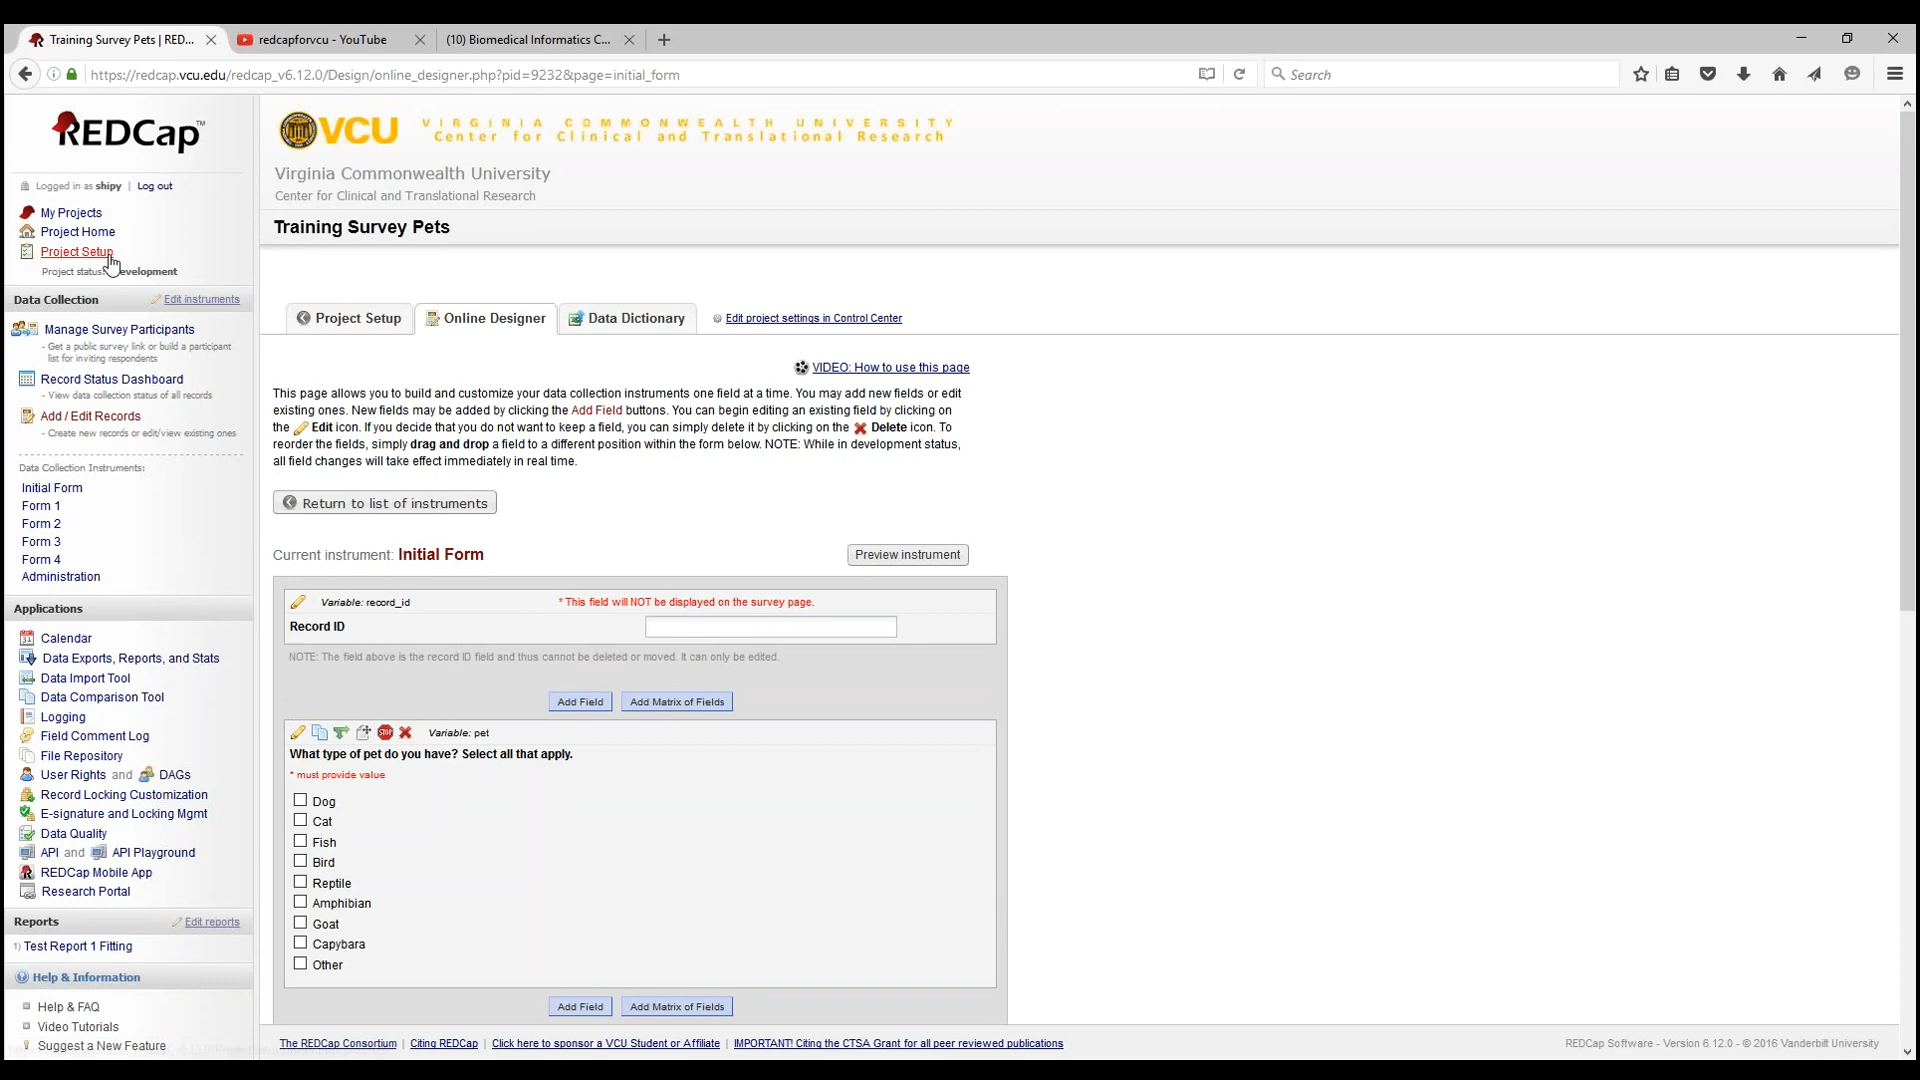 Training Survey Pets | RED...
redcapforvcu - YouTube
(10) Biomedical Informatics C...
https://redcap.vcu.edu/redcap_v6.12.0/Design/online_designer.php?pid=9232&page=initial_form
Search
REDCap™
Logged in as shipy | Log out
My Projects
Project Home
Project Setup
Project status: evelopment
Data Collection
Edit instruments
Manage Survey Participants
- Get a public survey link or build a participant
list for inviting respondents
Record Status Dashboard
- View data collection status of all records
Add / Edit Records
- Create new records or edit/view existing ones
Data Collection Instruments:
Initial Form
Form 1
Form 2
Form 3
Form 4
Administration
Applications
Calendar
Data Exports, Reports, and Stats
Data Import Tool
Data Comparison Tool
Logging
Field Comment Log
File Repository
User Rights and DAGs
Record Locking Customization
E-signature and Locking Mgmt
Data Quality
API and API Playground
REDCap Mobile App
Research Portal
Reports
Edit reports
1) Test Report 1 Fitting
Help & Information
Help & FAQ
Video Tutorials
Suggest a New Feature
VCU VIRGINIA COMMONWEALTH UNIVERSITY
Center for Clinical and Translational Research
Virginia Commonwealth University
Center for Clinical and Translational Research
Training Survey Pets
Project Setup
Online Designer
Data Dictionary
Edit project settings in Control Center
VIDEO: How to use this page
This page allows you to build and customize your data collection instruments one field at a time. You may add new fields or edit
existing ones. New fields may be added by clicking the Add Field buttons. You can begin editing an existing field by clicking on
the Edit icon. If you decide that you do not want to keep a field, you can simply delete it by clicking on the Delete icon. To
reorder the fields, simply drag and drop a field to a different position within the form below. NOTE: While in development status,
all field changes will take effect immediately in real time.
Return to list of instruments
Current instrument: Initial Form
Preview instrument
Variable: record_id
* This field will NOT be displayed on the survey page.
Record ID
NOTE: The field above is the record ID field and thus cannot be deleted or moved. It can only be edited.
Add Field
Add Matrix of Fields
STOP
Variable: pet
What type of pet do you have? Select all that apply.
* must provide value
Dog
Cat
Fish
Bird
Reptile
Amphibian
Goat
Capybara
Other
Add Field
Add Matrix of Fields
The REDCap Consortium | Citing REDCap | Click here to sponsor a VCU Student or Affiliate | IMPORTANT! Citing the CTSA Grant for all peer reviewed publications
REDCap Software - Version 6.12.0 - © 2016 Vanderbilt University